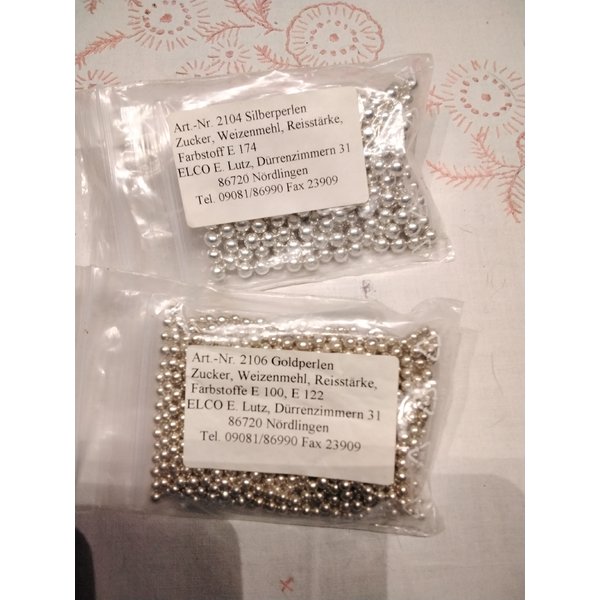 Art.-Nr. 2104 Silberperlen
Zucker, Weizenmehl, Reisstärke,
Farbstoff E 174
ELCO E. Lutz, Dürrenzimmern 31
86720 Nördlingen
Tel. 09081/86990 Fax 23909
Art.-Nr. 2106 Goldperlen
Zucker, Weizenmehl, Reisstärke,
Farbstoffe E 100, E 122
ELCO E. Lutz, Dürrenzimmern 31
86720 Nördlingen
Tel. 09081/86990 Fax 23909